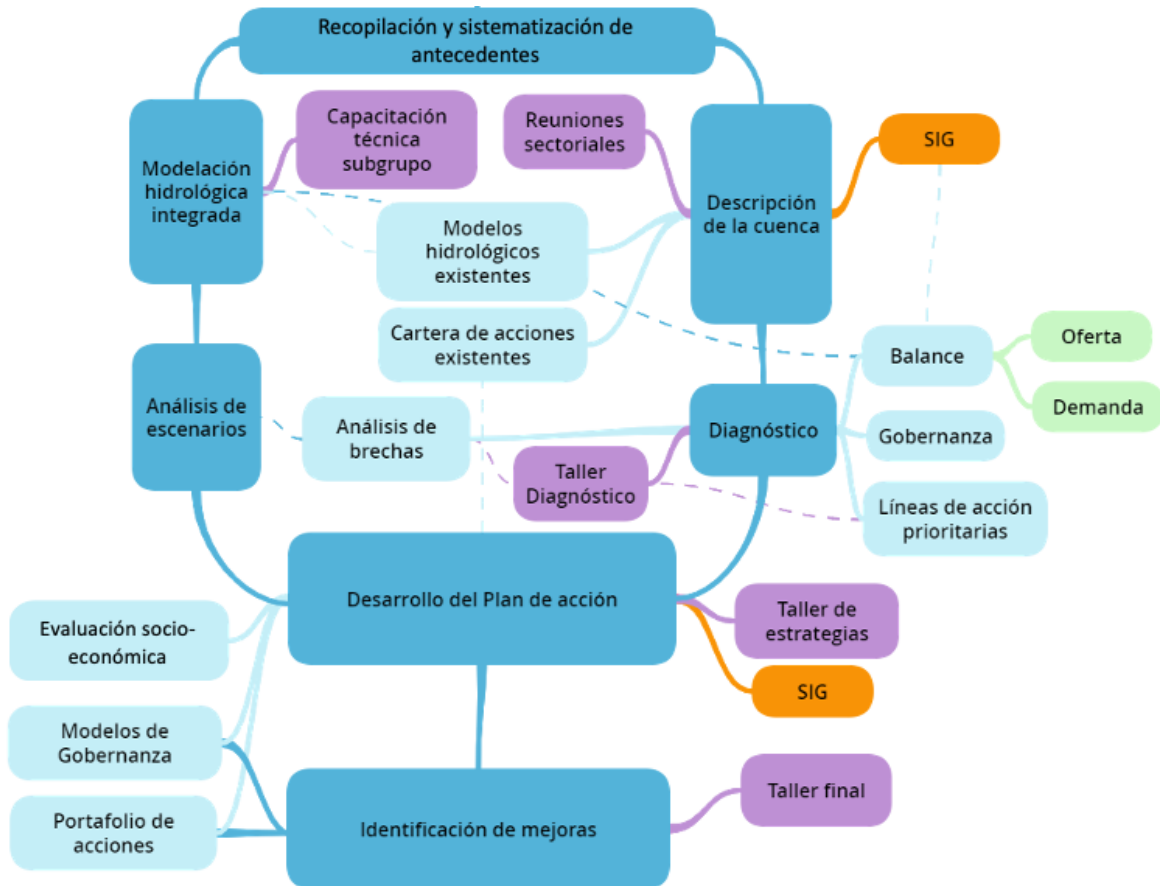 Recopilación y sistematización de
antecedentes
Modelación
hidrológica
integrada
Capacitación
técnica
subgrupo
Reuniones
sectoriales
Descripción
de la cuenca
SIG
Modelos
hidrológicos
existentes
Cartera de acciones
existentes
Balance
Oferta
Demanda
Análisis de
escenarios
Análisis de
brechas
Taller
Diagnóstico
Diagnóstico
Gobernanza
Líneas de acción
prioritarias
Desarrollo del Plan de acción
Taller de
estrategias
SIG
Evaluación socio-
económica
Modelos de
Gobernanza
Portafolio de
acciones
Identificación de mejoras
Taller final